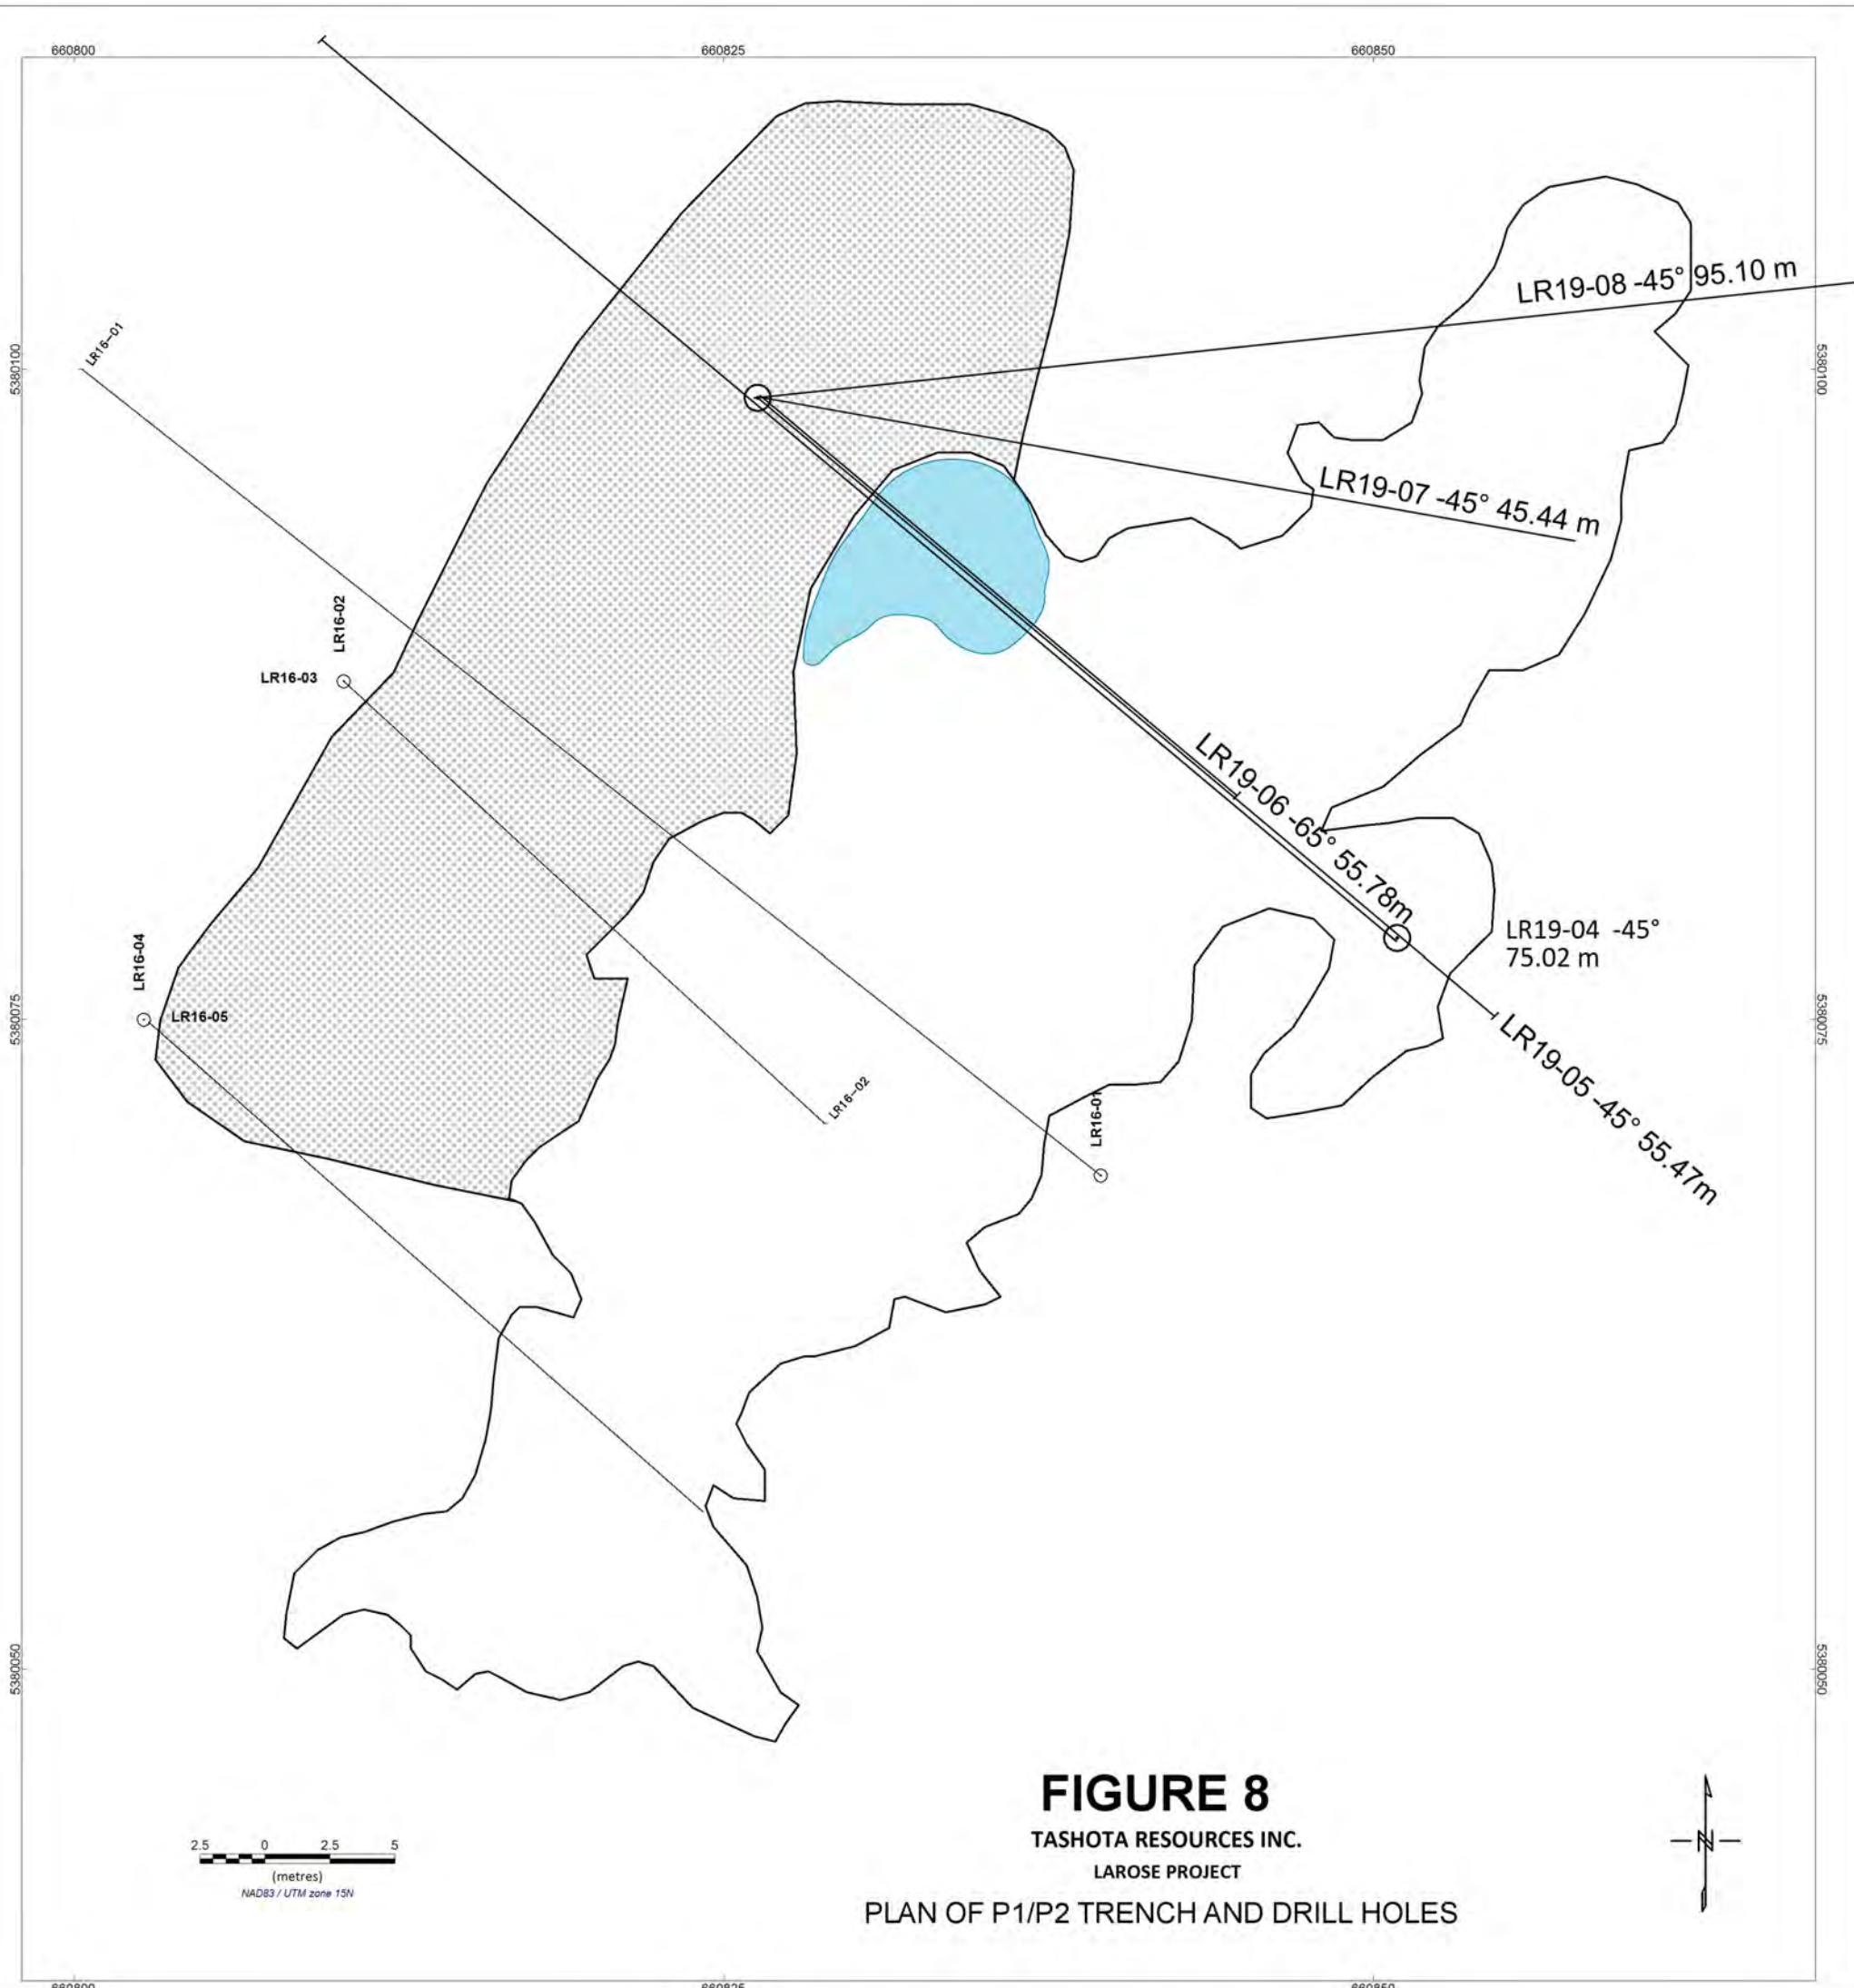 660800
660825
660850
LR19-08 -45° 95.10 m
LR16-01
5380100
5380100
LR19-07 -45° 45.44 m
LR16-02
LR16-03
LR19-06 -65° 55.78m
LR19-04 -45°
75.02 m
LR16-04
LR16-05
5380075
5380075
LR19-05 -45° 55.47m
LR16-02
LR16-01
5380050
5380050
FIGURE 8
TASHOTA RESOURCES INC.
LAROSE PROJECT
PLAN OF P1/P2 TRENCH AND DRILL HOLES
2.5 0 2.5 5
(metres)
NAD83 / UTM zone 15N
N
660800
660825
660850